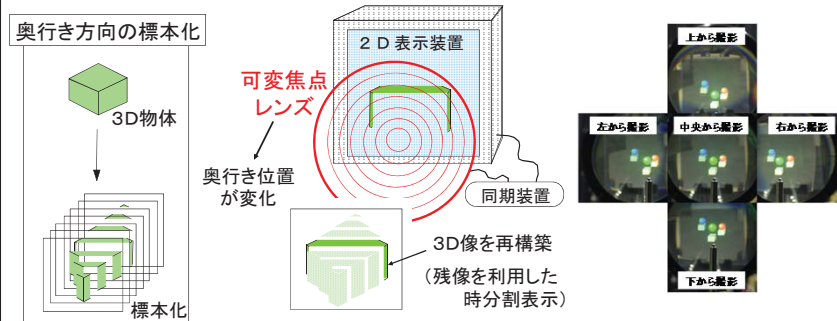 奥行き方向の標本化
3D物体
標本化
2D表示装置
可変焦点
レンズ
奥行き位置
が変化
同期装置
3D像を再構築
(残像を利用した
時分割表示)
上から撮影
左から撮影
中央から撮影
右から撮影
下から撮影